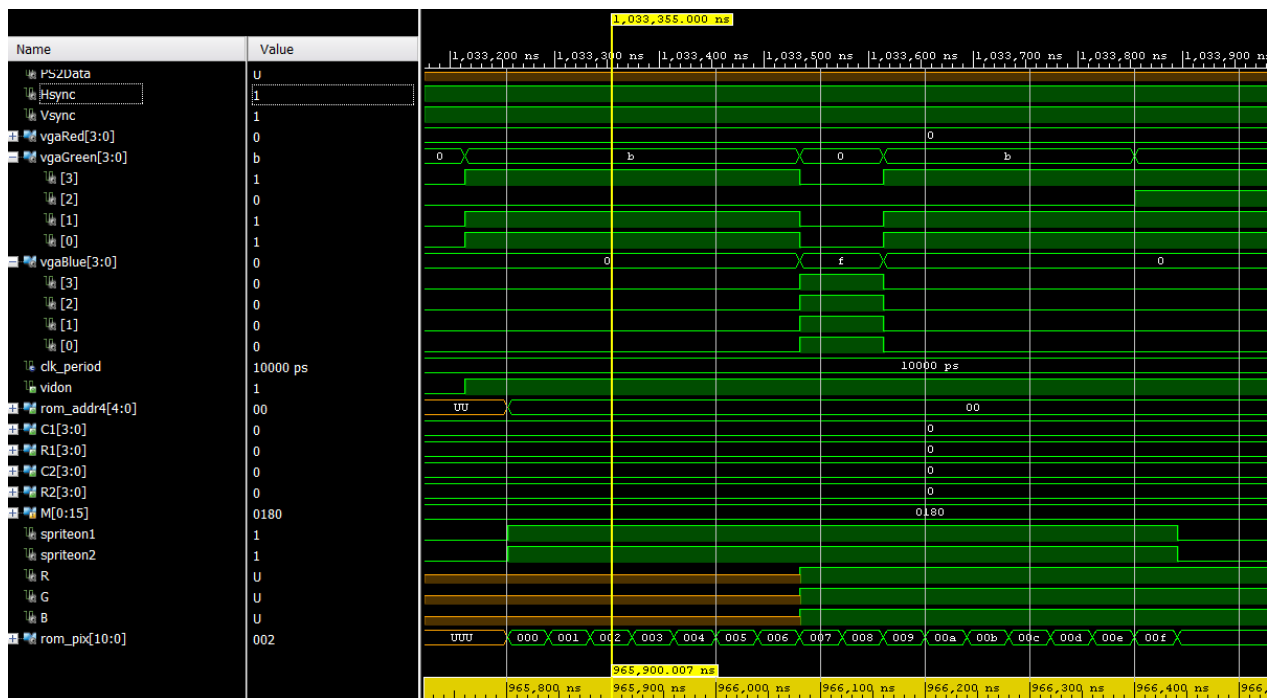 1,033,355.000 ns
Name Value
1,033,200 ns 1,033,300 ns 1,033,400 ns 1,033,500 ns 1,033,600 ns 1,033,700 ns 1,033,800 ns 1,033,900 n
PS2Data U
Hsync 1
Vsync 1
vgaRed[3:0] 0 0
vgaGreen[3:0] b 0 b 0 b
[3] 1
[2] 0
[1] 1
[0] 1
vgaBlue[3:0] 0 0 f 0
[3] 0
[2] 0
[1] 0
[0] 0
clk_period 10000 ps 10000 ps
vidon 1
rom_addr4[4:0] 00 UU 00
C1[3:0] 0 0
R1[3:0] 0 0
C2[3:0] 0 0
R2[3:0] 0 0
M[0:15] 0180 0180
spriteon1 1
spriteon2 1
R U
G U
B U
rom_pix[10:0] 002 UUU 000 001 002 003 004 005 006 007 008 009 00a 00b 00c 00d 00e 00f
965,900.007 ns
965,800 ns 965,900 ns 966,000 ns 966,100 ns 966,200 ns 966,300 ns 966,400 ns 966,